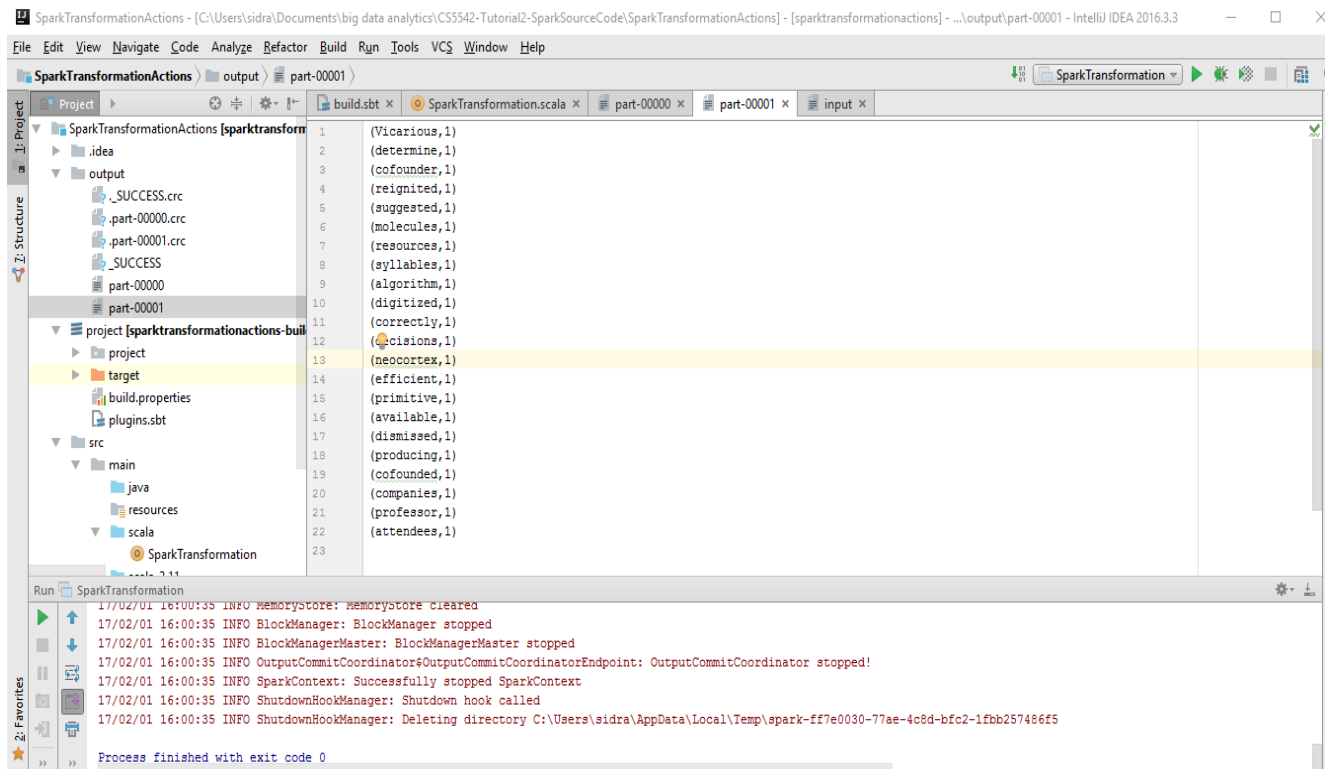 SparkTransformationActions - [C:\Users\sidra\Documents\big data analytics\CS5542-Tutorial2-SparkSourceCode\SparkTransformationActions] - [sparktransformationactions] - ...\output\part-00001 - IntelliJ IDEA 2016.3.3
File Edit View Navigate Code Analyze Refactor Build Run Tools VCS Window Help
SparkTransformationActions output part-00001
SparkTransformation
Project
build.sbt SparkTransformation.scala part-00000 part-00001 input
1: Project
7: Structure
2: Favorites
SparkTransformationActions [sparktransform
.idea
output
._SUCCESS.crc
.part-00000.crc
.part-00001.crc
_SUCCESS
part-00000
part-00001
project [sparktransformationactions-buil
project
target
build.properties
plugins.sbt
src
main
java
resources
scala
SparkTransformation
1 (Vicarious,1)
2 (determine,1)
3 (cofounder,1)
4 (reignited,1)
5 (suggested,1)
6 (molecules,1)
7 (resources,1)
8 (syllables,1)
9 (algorithm,1)
10 (digitized,1)
11 (correctly,1)
12 (decisions,1)
13 (neocortex,1)
14 (efficient,1)
15 (primitive,1)
16 (available,1)
17 (dismissed,1)
18 (producing,1)
19 (cofounded,1)
20 (companies,1)
21 (professor,1)
22 (attendees,1)
23
Run SparkTransformation
17/02/01 16:00:35 INFO MemoryStore: MemoryStore cleared
17/02/01 16:00:35 INFO BlockManager: BlockManager stopped
17/02/01 16:00:35 INFO BlockManagerMaster: BlockManagerMaster stopped
17/02/01 16:00:35 INFO OutputCommitCoordinator$OutputCommitCoordinatorEndpoint: OutputCommitCoordinator stopped!
17/02/01 16:00:35 INFO SparkContext: Successfully stopped SparkContext
17/02/01 16:00:35 INFO ShutdownHookManager: Shutdown hook called
17/02/01 16:00:35 INFO ShutdownHookManager: Deleting directory C:\Users\sidra\AppData\Local\Temp\spark-ff7e0030-77ae-4c8d-bfc2-1fbb257486f5
Process finished with exit code 0